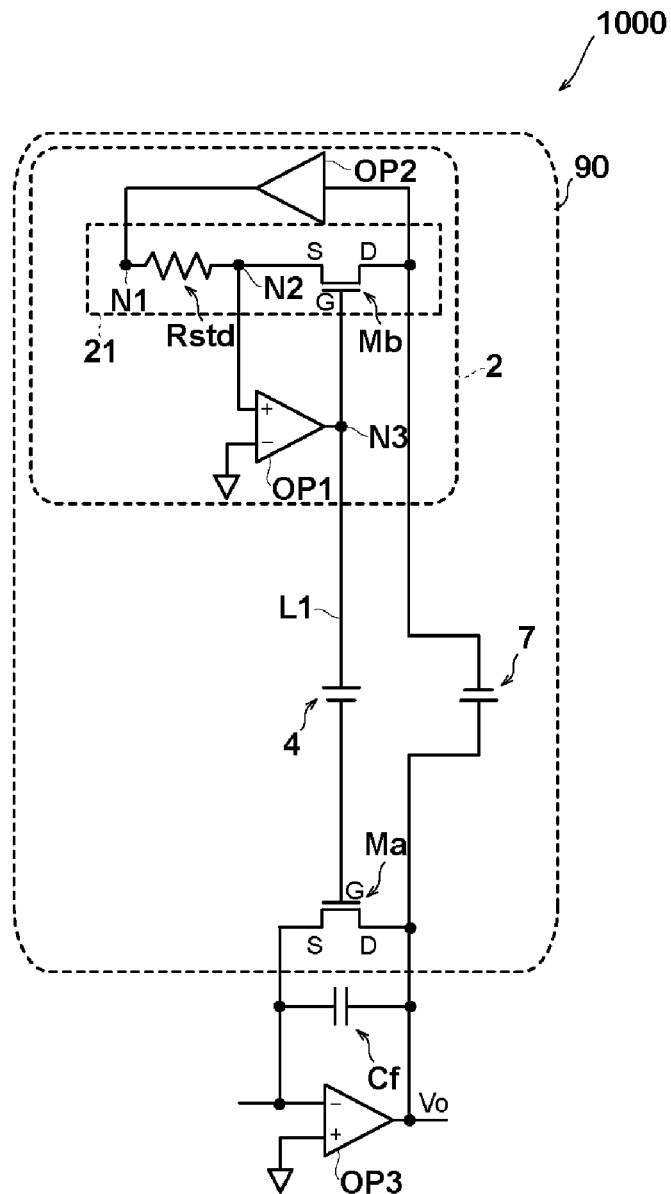 1000
90
OP2
S D
N1 N2 G
Rstd Mb
21
2
+
−
N3
OP1
L1
7
4
Ma
G
S D
Cf
−
+
Vo
OP3